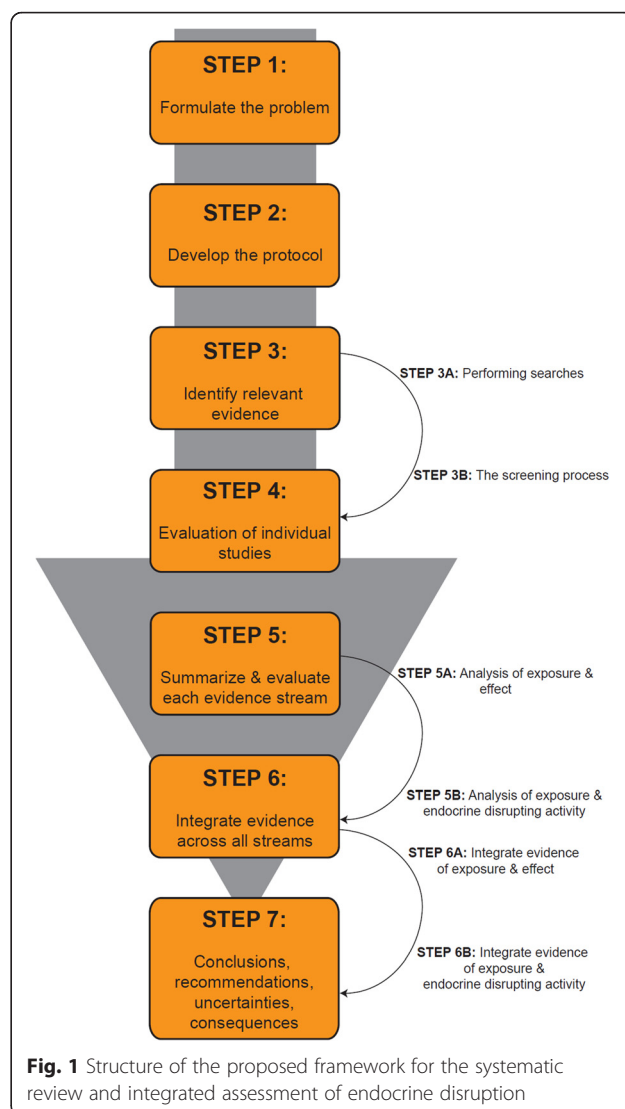 STEP 1:
Formulate the problem
STEP 2:
Develop the protocol
STEP 3:
Identify relevant
evidence
STEP 3A: Performing searches
STEP 3B: The screening process
STEP 4:
Evaluation of individual
studies
STEP 5:
Summarize & evaluate
each evidence stream
STEP 5A: Analysis of exposure &
effect
STEP 5B: Analysis of exposure &
endocrine disrupting activity
STEP 6:
Integrate evidence
across all streams
STEP 6A: Integrate evidence
of exposure & effect
STEP 6B: Integrate evidence
of exposure &
endocrine disrupting activity
STEP 7:
Conclusions,
recommendations,
uncertainties,
consequences
Fig. 1 Structure of the proposed framework for the systematic
review and integrated assessment of endocrine disruption